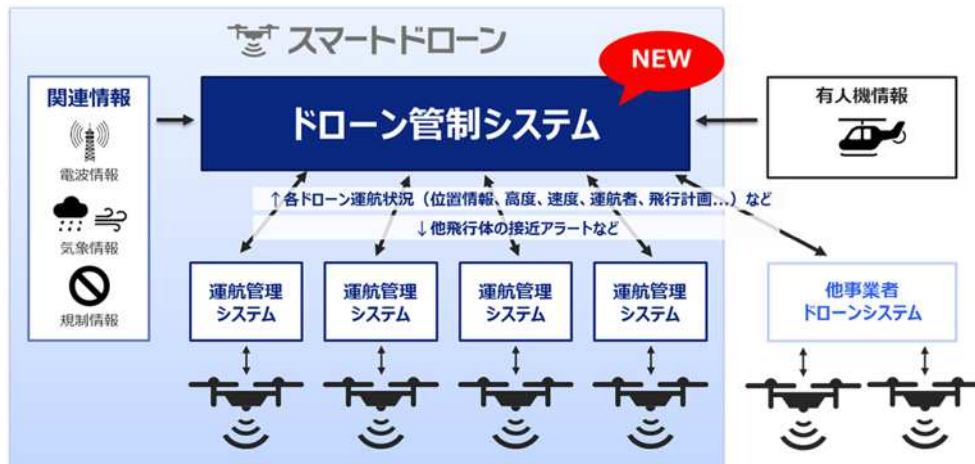 スマートドローン
NEW
関連情報
電波情報
気象情報
規制情報
ドローン管制システム
有人機情報
↑各ドローン運航状況（位置情報、高度、速度、運航者、飛行計画…）など
↓他飛行体の接近アラートなど
運航管理
システム
運航管理
システム
運航管理
システム
運航管理
システム
他事業者
ドローンシステム